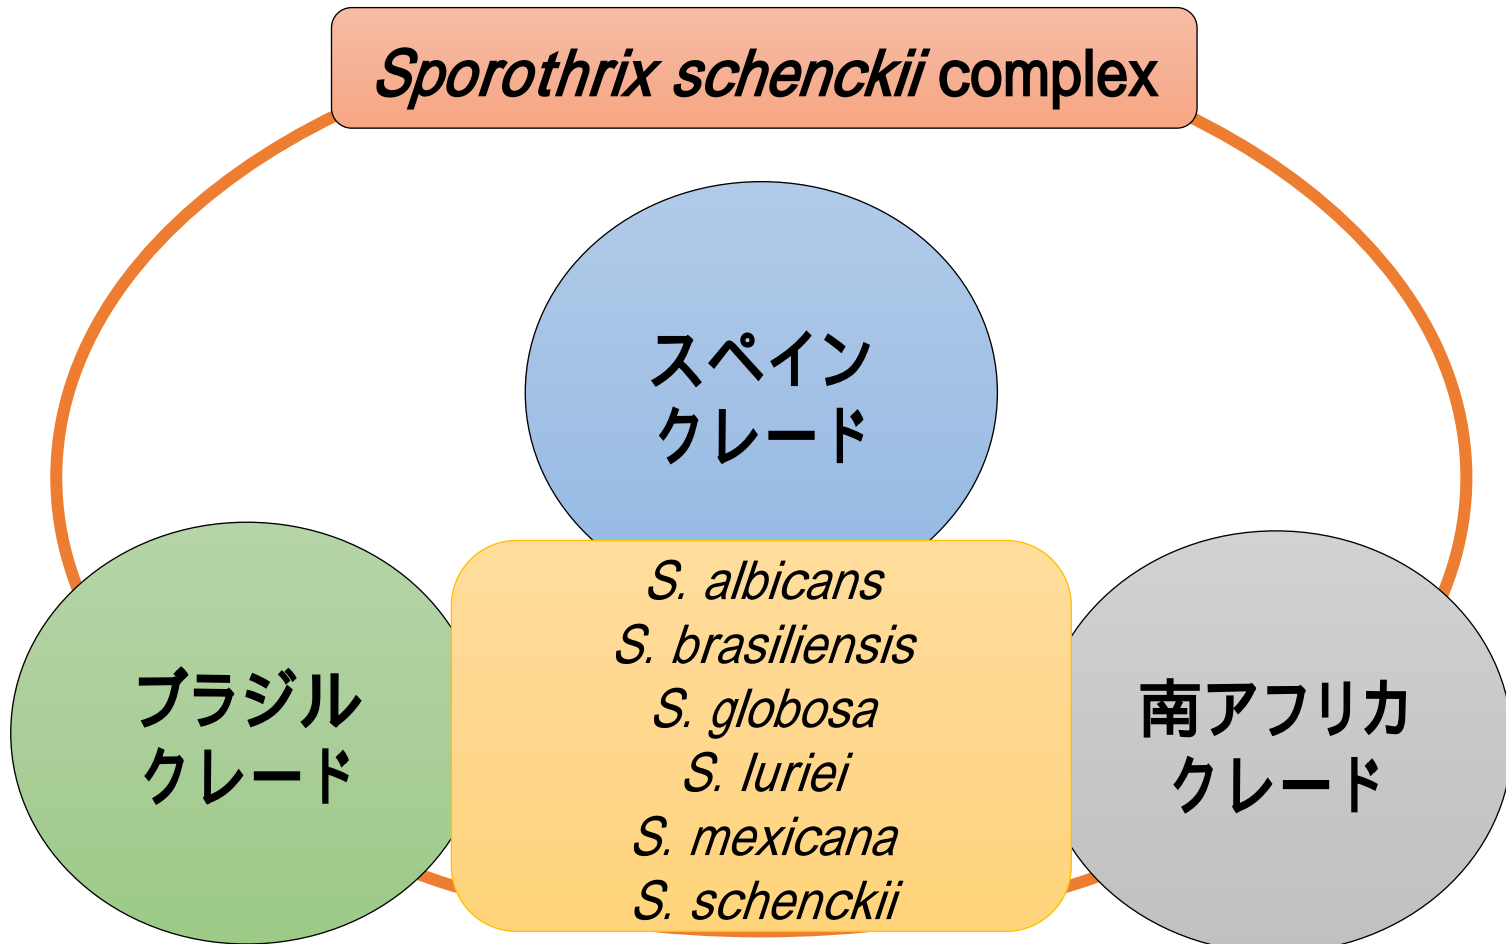 Sporothrix schenckii complex
スペイン
クレード
ブラジル
クレード
S. albicans
S. brasiliensis
S. globosa
S. luriei
S. mexicana
S. schenckii
南アフリカ
クレード